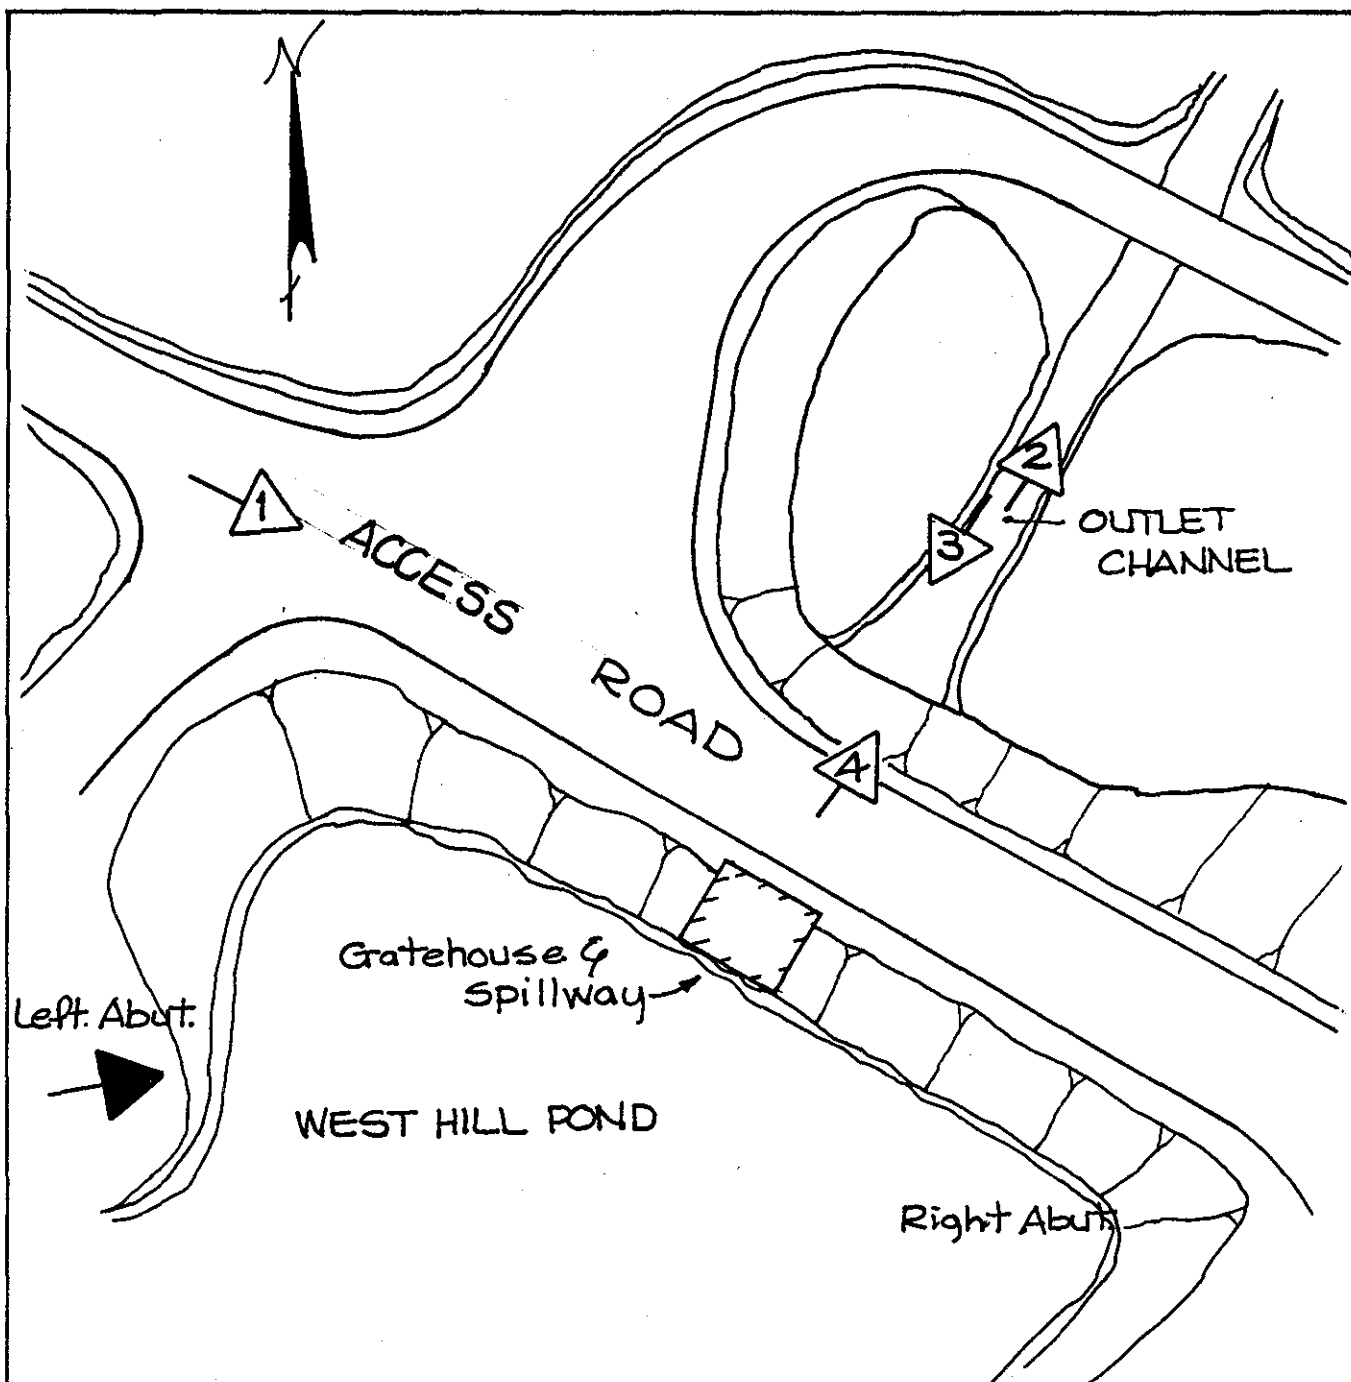 N
1
ACCESS
ROAD
2
3
OUTLET
CHANNEL
4
Gatehouse &
Spillway
Left. Abut.
WEST HILL POND
Right Abut.